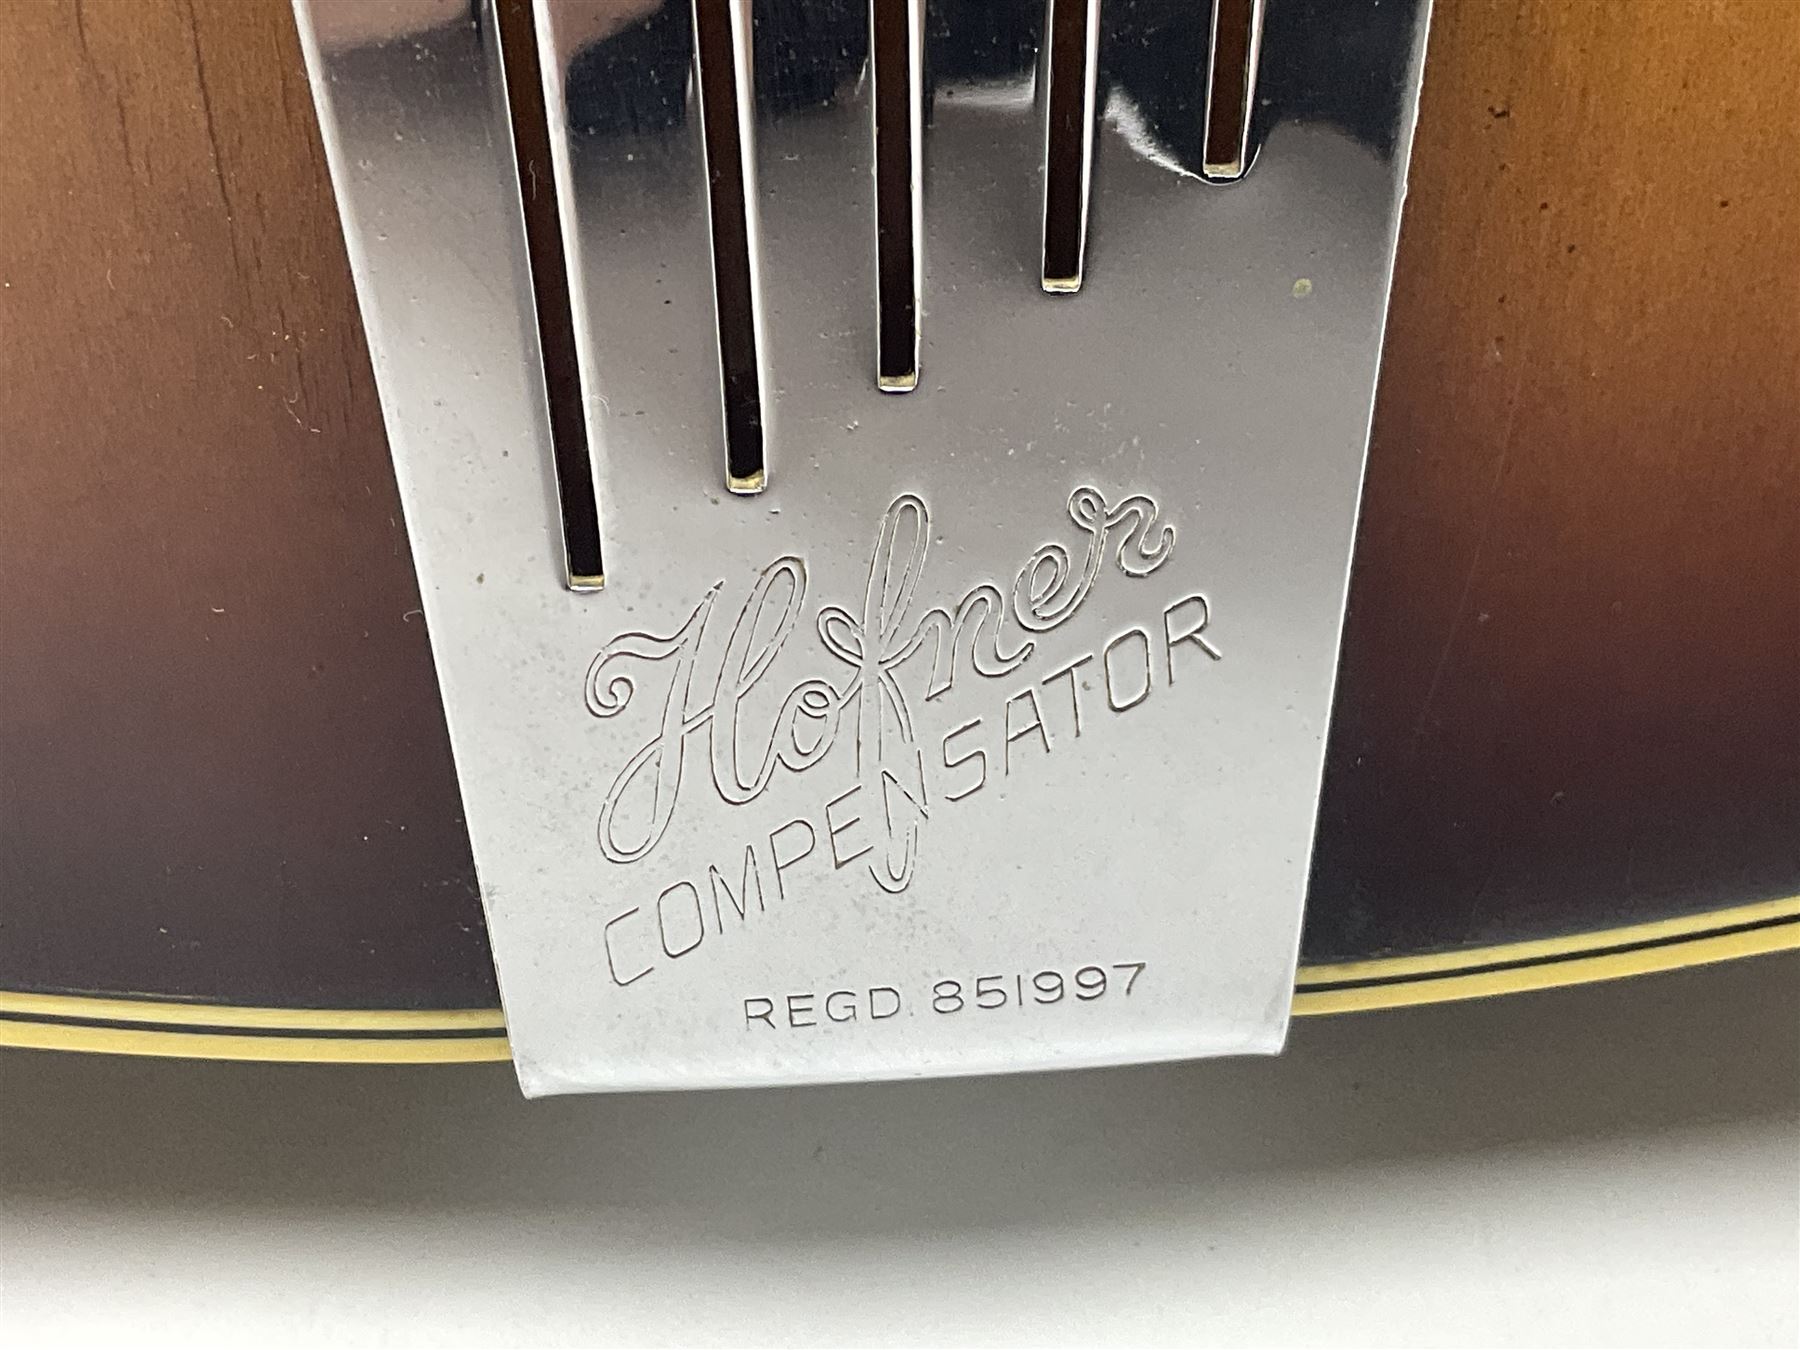 Hofner
COMPENSATOR
REGD. 851997